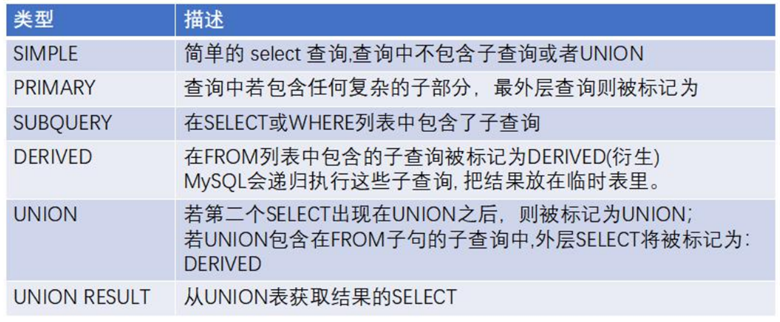 类型 描述
SIMPLE 简单的 select 查询,查询中不包含子查询或者UNION
PRIMARY 查询中若包含任何复杂的子部分，最外层查询则被标记为
SUBQUERY 在SELECT或WHERE列表中包含了子查询
DERIVED 在FROM列表中包含的子查询被标记为DERIVED(衍生)
MySQL会递归执行这些子查询, 把结果放在临时表里。
UNION 若第二个SELECT出现在UNION之后，则被标记为UNION；
若UNION包含在FROM子句的子查询中,外层SELECT将被标记为：
DERIVED
UNION RESULT 从UNION表获取结果的SELECT